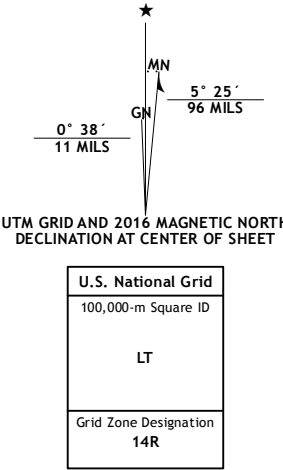 ★
MN
5° 25´
96 MILS
GN
0° 38´
11 MILS
UTM GRID AND 2016 MAGNETIC NORTH
DECLINATION AT CENTER OF SHEET
U.S. National Grid
100,000-m Square ID
LT
Grid Zone Designation
14R